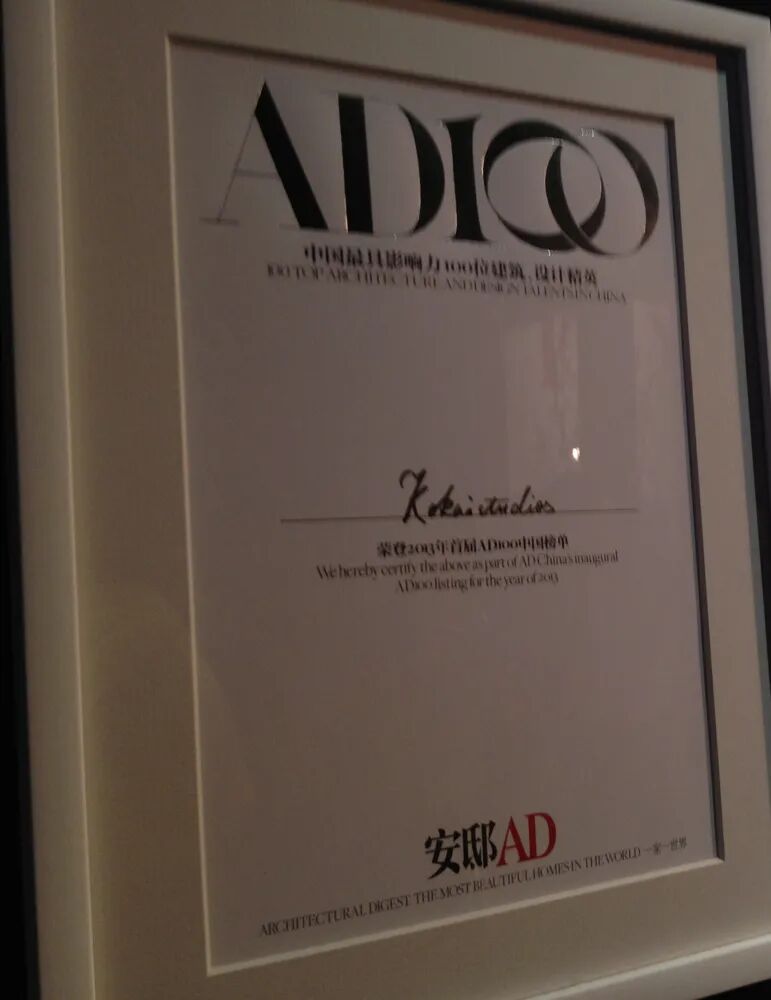 AD100
中国最具影响力100位建筑、设计精英
100 TOP ARCHITECTURE AND DESIGN TALENTS IN CHINA
Kokaistudios
荣登2013年首届AD100中国榜单
We hereby certify the above as part of AD China's inaugural
AD100 listing for the year of 2013
安邸AD
ARCHITECTURAL DIGEST THE MOST BEAUTIFUL HOMES IN THE WORLD 一家一世界